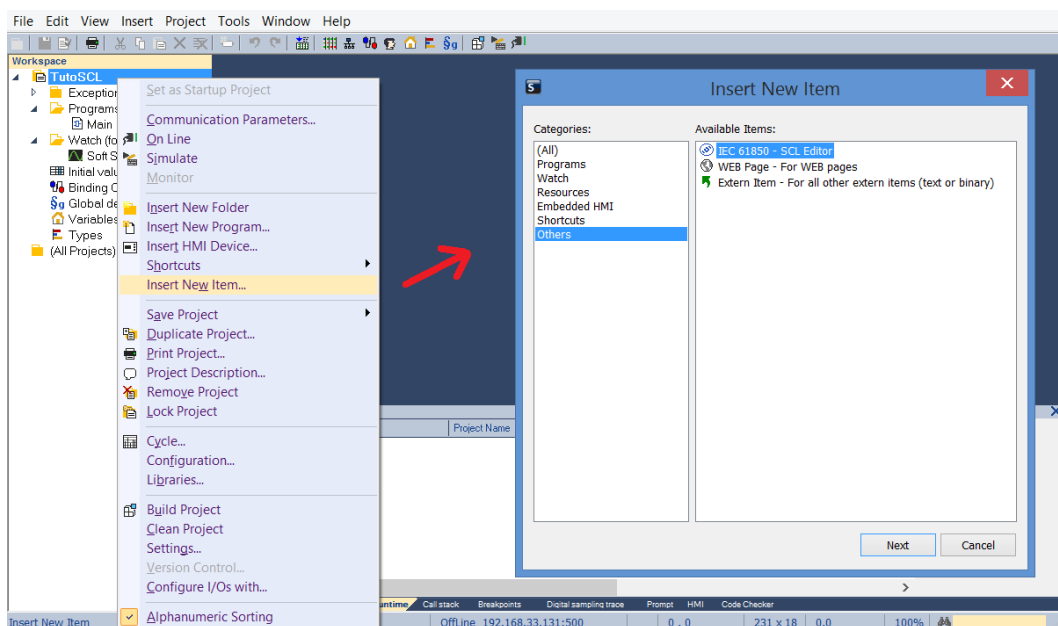 File Edit View Insert Project Tools Window Help
Workspace
TutoSCL
Exception
Programs
Main
Watch (fo
Soft S
Initial valu
Binding C
Global de
Variables
Types
(All Projects)
Set as Startup Project
Communication Parameters...
On Line
Simulate
Monitor
Insert New Folder
Insert New Program...
Insert HMI Device...
Shortcuts
Insert New Item...
Save Project
Duplicate Project...
Print Project...
Project Description...
Remove Project
Lock Project
Cycle...
Configuration...
Libraries...
Build Project
Clean Project
Settings...
Version Control...
Configure I/Os with...
Alphanumeric Sorting
Insert New Item
Categories:
(All)
Programs
Watch
Resources
Embedded HMI
Shortcuts
Others
Available Items:
IEC 61850 - SCL Editor
WEB Page - For WEB pages
Extern Item - For all other extern items (text or binary)
Next Cancel
Project Name
untime Call stack Breakpoints Digital sampling trace Prompt HMI Code Checker
Insert New Item OffLine 192.168.33.131:500 0 , 0 231 x 18 0,0 100%